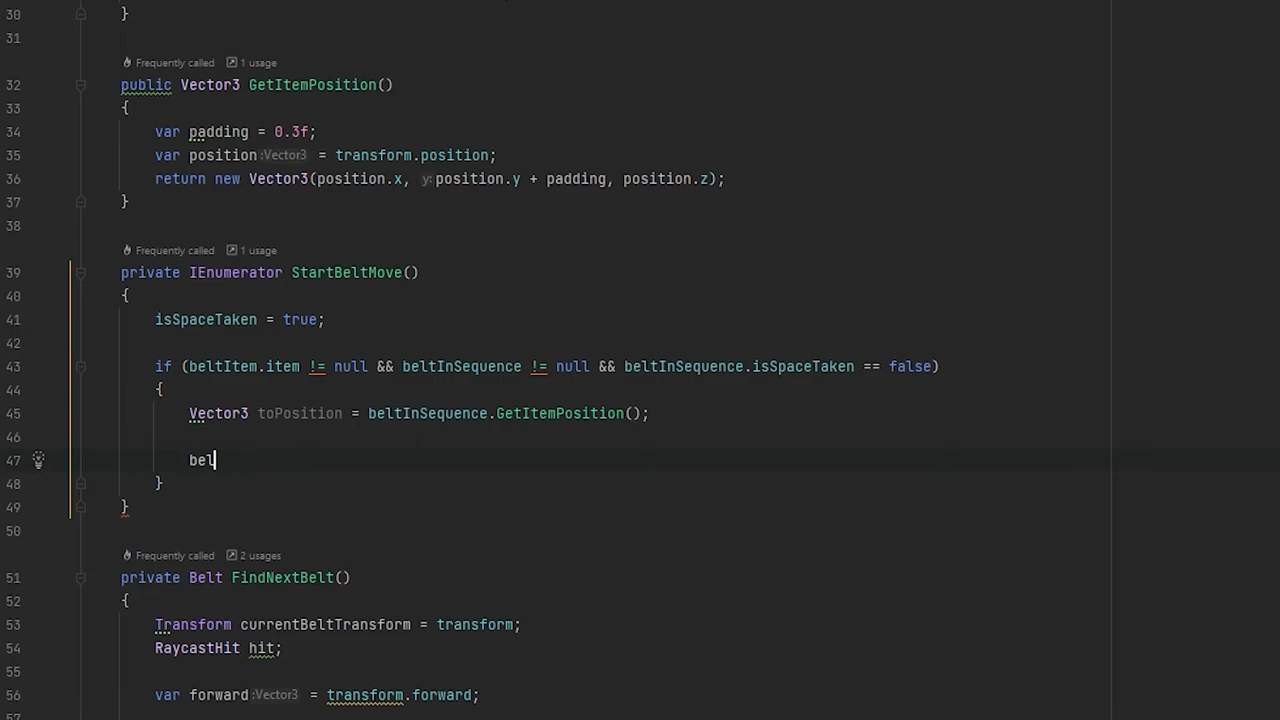 30 }
31
Frequently called 1 usage
32 public Vector3 GetItemPosition()
33 {
34 var padding = 0.3f;
35 var position :Vector3 = transform.position;
36 return new Vector3(position.x, y: position.y + padding, position.z);
37 }
38
Frequently called 1 usage
39 private IEnumerator StartBeltMove()
40 {
41 isSpaceTaken = true;
42
43 if (beltItem.item != null && beltInSequence != null && beltInSequence.isSpaceTaken == false)
44 {
45 Vector3 toPosition = beltInSequence.GetItemPosition();
46
47 bel
48 }
49 }
50
Frequently called 2 usages
51 private Belt FindNextBelt()
52 {
53 Transform currentBeltTransform = transform;
54 RaycastHit hit;
55
56 var forward :Vector3 = transform.forward;
57